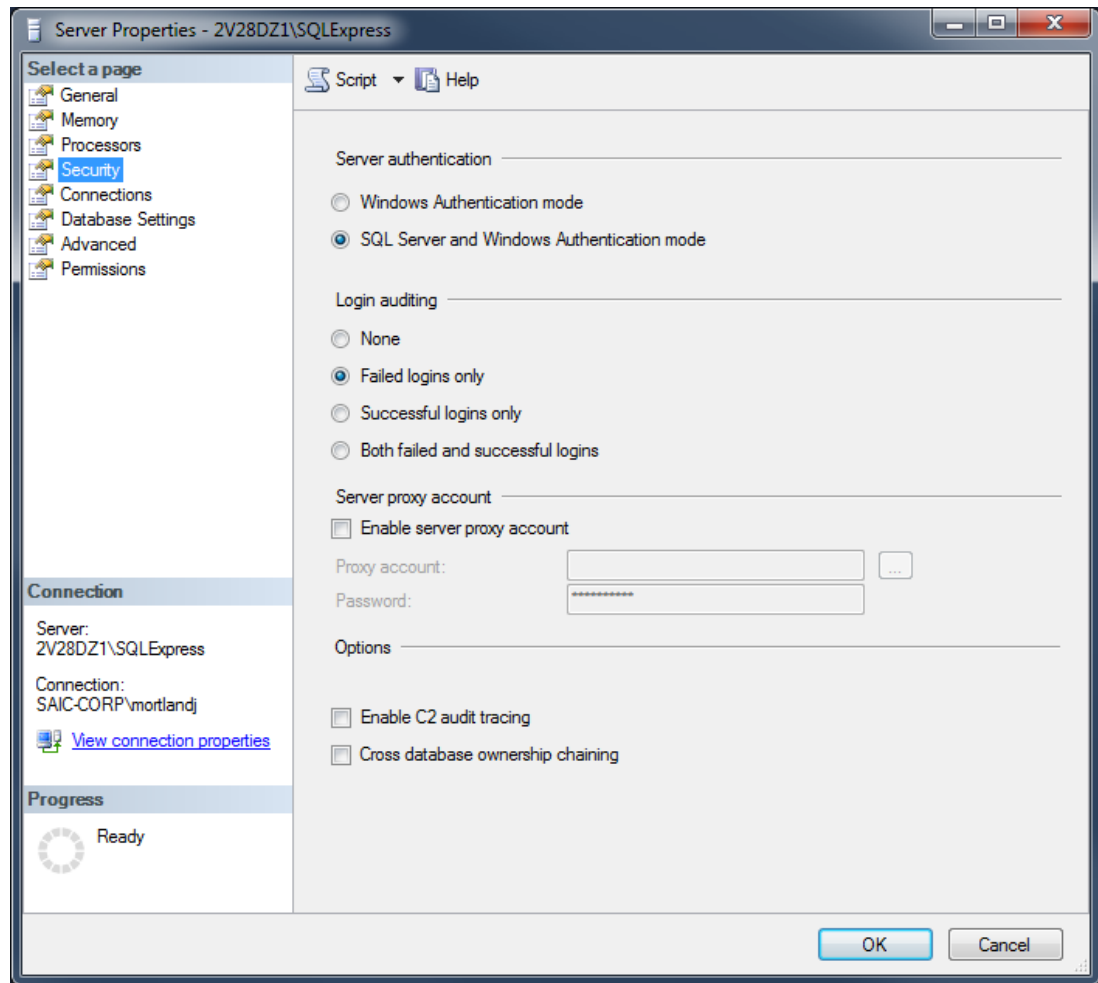 Server Properties - 2V28DZ1\SQLExpress
Select a page
General
Memory
Processors
Security
Connections
Database Settings
Advanced
Permissions
Connection
Server:
2V28DZ1\SQLExpress
Connection:
SAIC-CORP\mortlandj
View connection properties
Progress
Ready
Script
Help
Server authentication
Windows Authentication mode
SQL Server and Windows Authentication mode
Login auditing
None
Failed logins only
Successful logins only
Both failed and successful logins
Server proxy account
Enable server proxy account
Proxy account:
...
Password:
**********
Options
Enable C2 audit tracing
Cross database ownership chaining
OK
Cancel